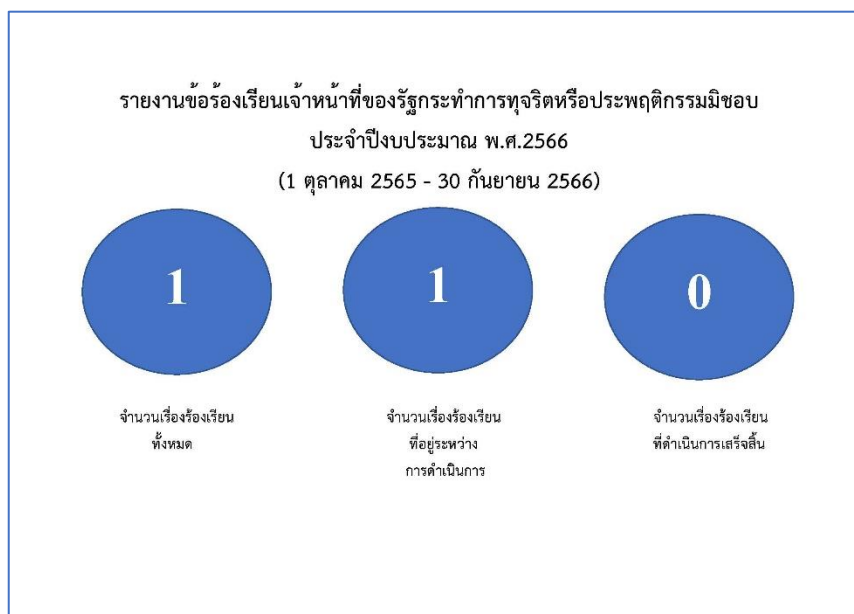 รายงานข้อร้องเรียนเจ้าหน้าที่ของรัฐกระทำการทุจริตหรือประพฤติกรรมมิชอบ
ประจำปีงบประมาณ พ.ศ.2566
(1 ตุลาคม 2565 - 30 กันยายน 2566)
1
1
0
จำนวนเรื่องร้องเรียน
ทั้งหมด
จำนวนเรื่องร้องเรียน
ที่อยู่ระหว่าง
การดำเนินการ
จำนวนเรื่องร้องเรียน
ที่ดำเนินการเสร็จสิ้น